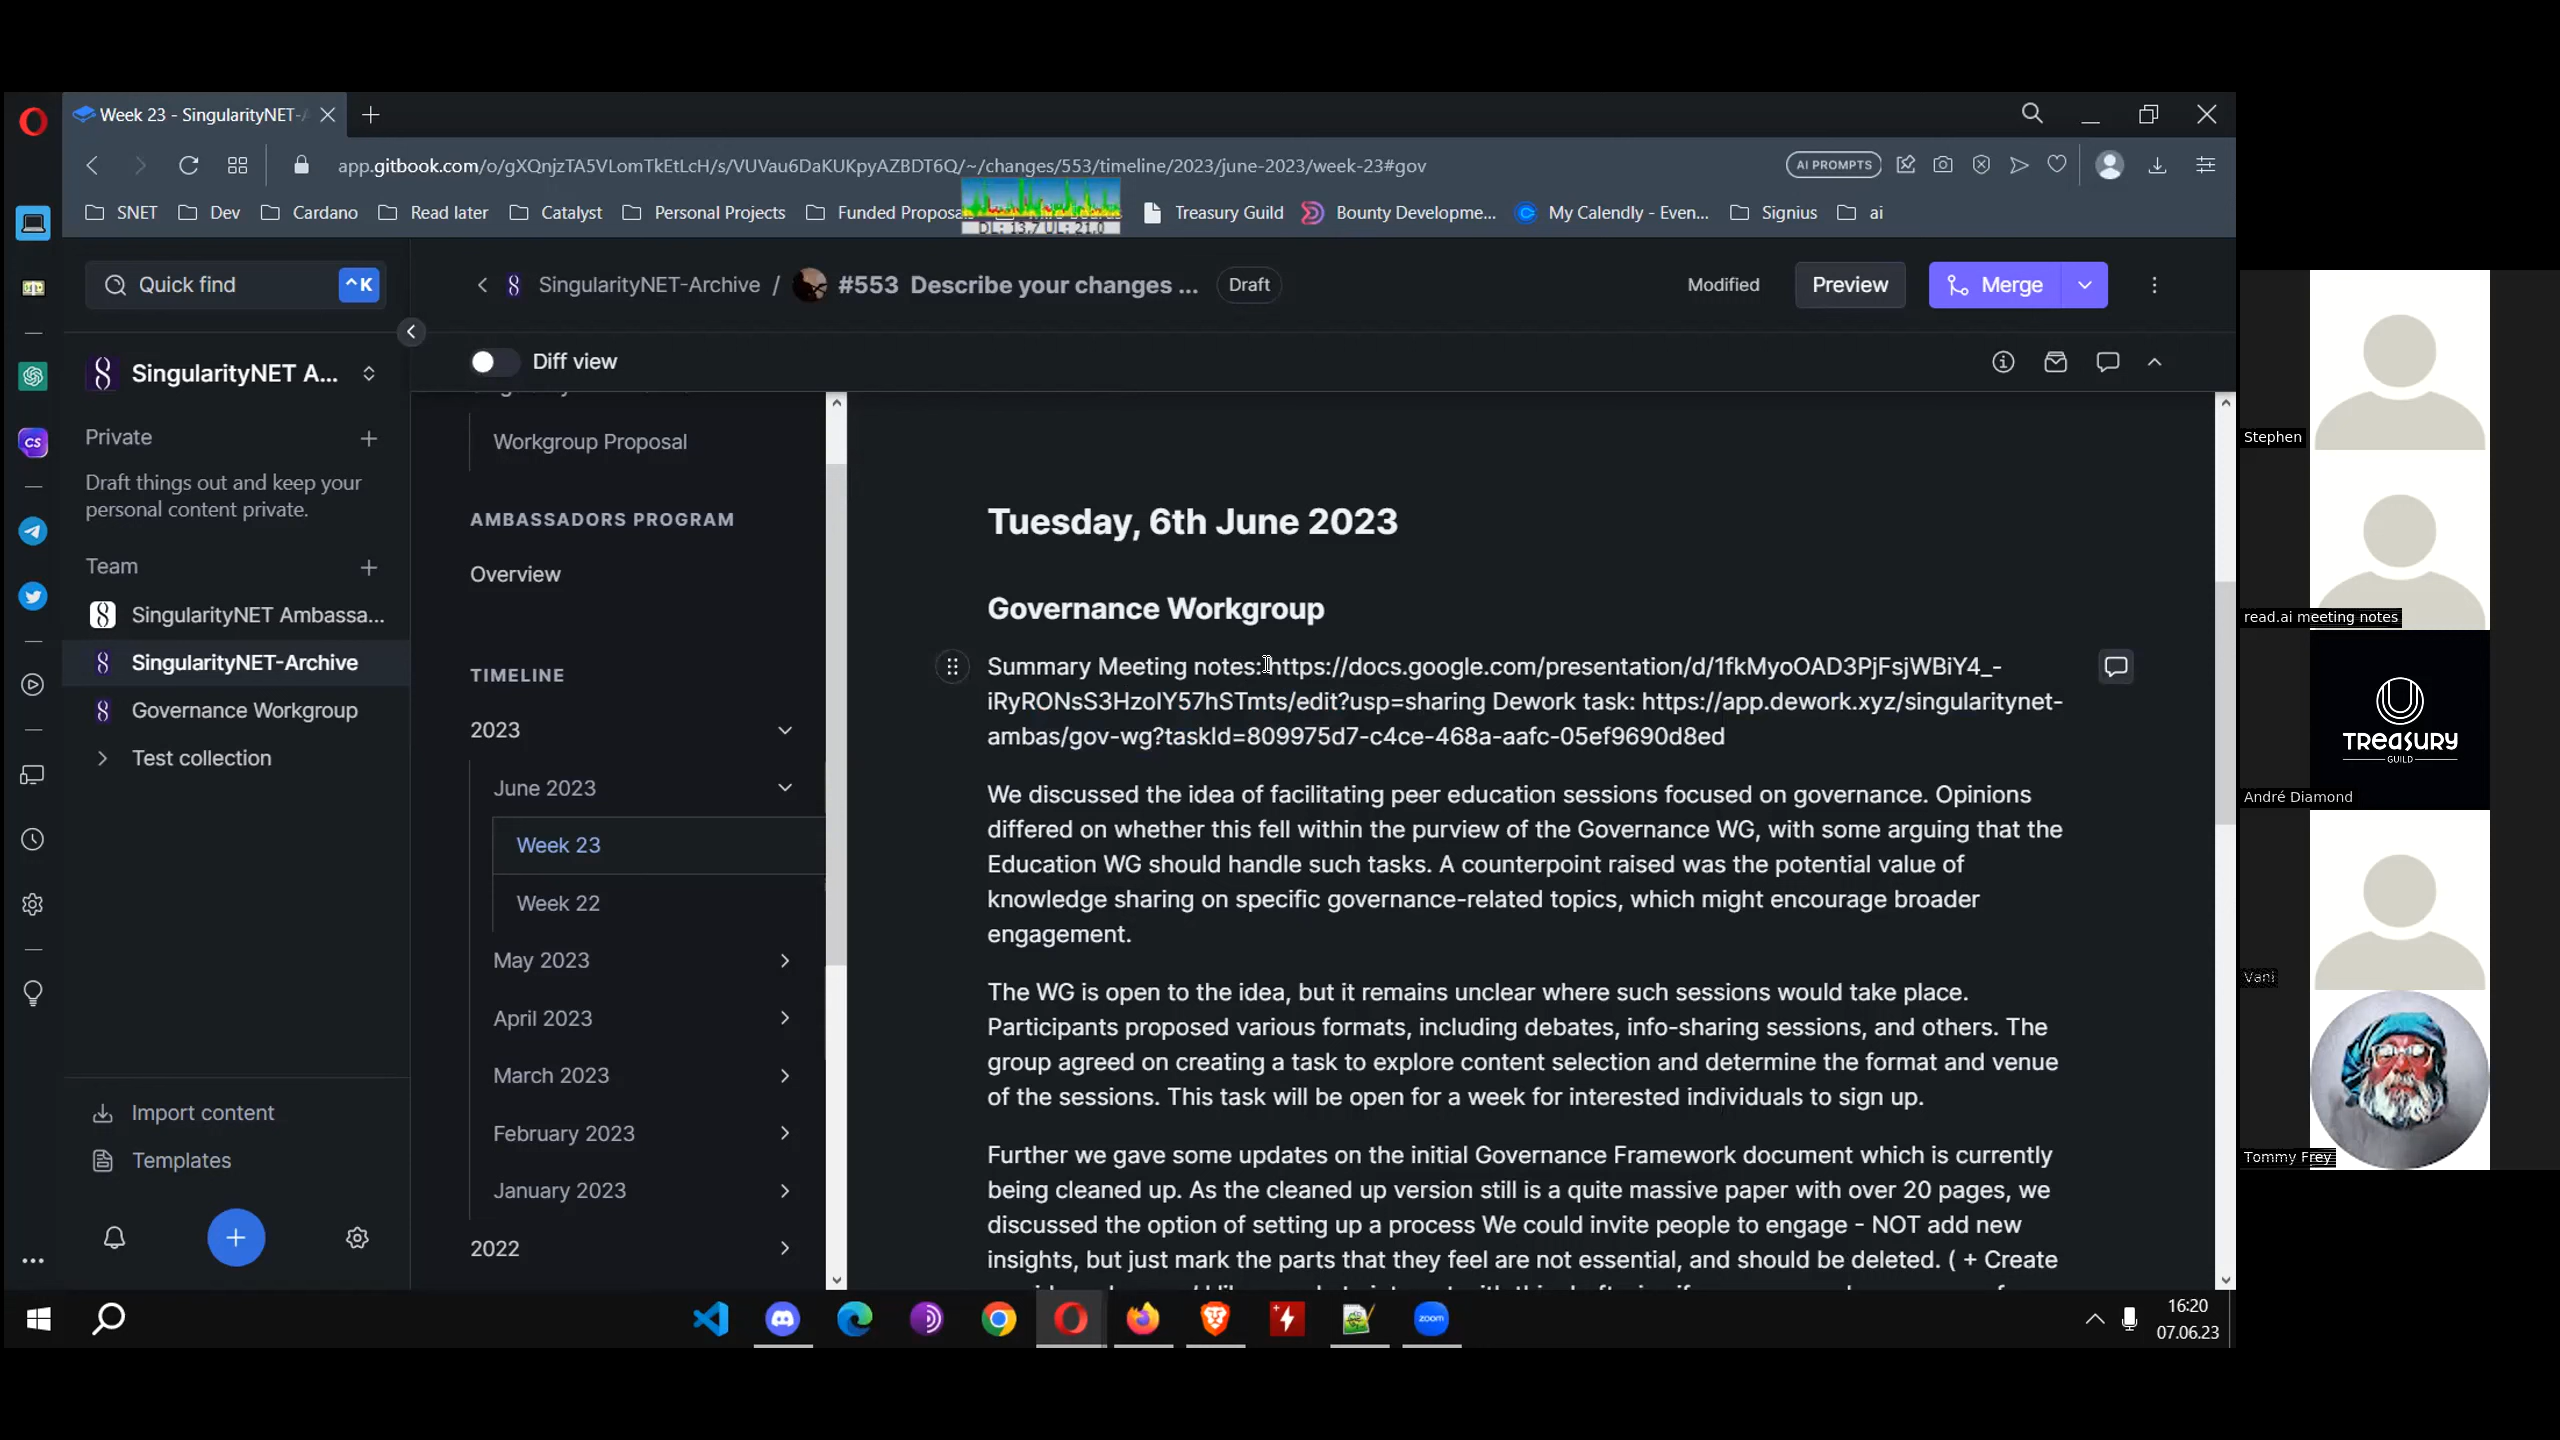 Week 23 - SingularityNET-A
app.gitbook.com/o/gXQnjzTA5VLomTkEtLcH/s/VUVau6DaKUKpyAZBDT6Q/~/changes/553/timeline/2023/june-2023/week-23#gov
AI PROMPTS
SNET
Dev
Cardano
Read later
Catalyst
Personal Projects
Funded Proposa
DL: 13.7 UL: 21.0
Treasury Guild
Bounty Developme...
My Calendly - Even...
Signius
ai
Quick find
^K
SingularityNET-Archive / #553 Describe your changes ...
Draft
Modified
Preview
Merge
Diff view
SingularityNET A...
Private
Draft things out and keep your
personal content private.
Team
SingularityNET Ambassa...
SingularityNET-Archive
Governance Workgroup
Test collection
Import content
Templates
Workgroup Proposal
AMBASSADORS PROGRAM
Overview
TIMELINE
2023
June 2023
Week 23
Week 22
May 2023
April 2023
March 2023
February 2023
January 2023
2022
Tuesday, 6th June 2023
Governance Workgroup
Summary Meeting notes: https://docs.google.com/presentation/d/1fkMyoOAD3PjFsjWBiY4_-
iRyRONsS3HzoIY57hSTmts/edit?usp=sharing Dework task: https://app.dework.xyz/singularitynet-
ambas/gov-wg?taskId=809975d7-c4ce-468a-aafc-05ef9690d8ed
We discussed the idea of facilitating peer education sessions focused on governance. Opinions
differed on whether this fell within the purview of the Governance WG, with some arguing that the
Education WG should handle such tasks. A counterpoint raised was the potential value of
knowledge sharing on specific governance-related topics, which might encourage broader
engagement.
The WG is open to the idea, but it remains unclear where such sessions would take place.
Participants proposed various formats, including debates, info-sharing sessions, and others. The
group agreed on creating a task to explore content selection and determine the format and venue
of the sessions. This task will be open for a week for interested individuals to sign up.
Further we gave some updates on the initial Governance Framework document which is currently
being cleaned up. As the cleaned up version still is a quite massive paper with over 20 pages, we
discussed the option of setting up a process We could invite people to engage - NOT add new
insights, but just mark the parts that they feel are not essential, and should be deleted. ( + Create
Stephen
read.ai meeting notes
TREASURY
GUILD
André Diamond
Vani
Tommy Frey
CS
zoom
16:20
07.06.23